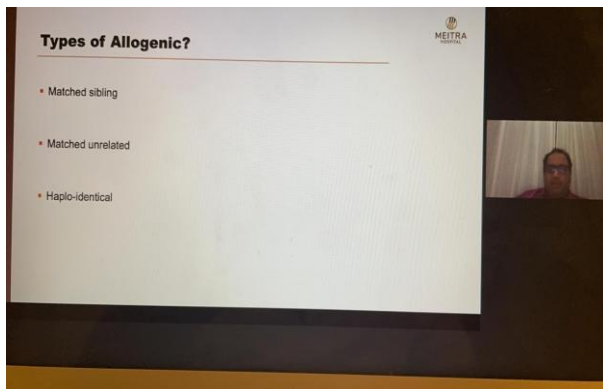 Types of Allogenic?
MEITRA
HOSPITAL
Matched sibling
Matched unrelated
Haplo-identical